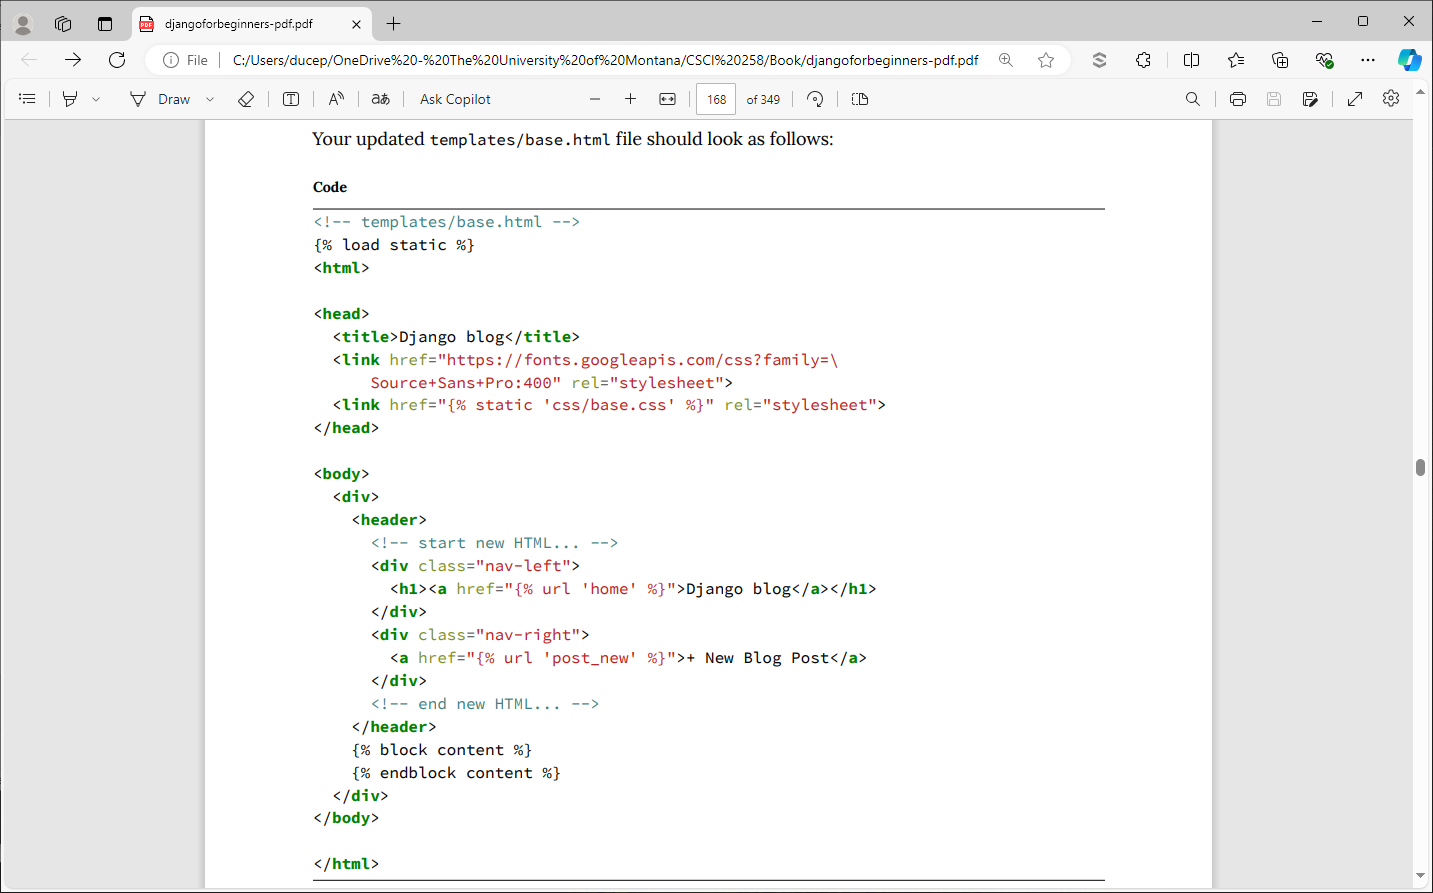 djangoforbeginners-pdf.pdf
File
C:/Users/ducep/OneDrive%20-%20The%20University%20of%20Montana/CSCI%20258/Book/djangoforbeginners-pdf.pdf
Draw
Ask Copilot
168 of 349
Your updated templates/base.html file should look as follows:
Code
<!-- templates/base.html -->
{% load static %}
<html>
<head>
<title>Django blog</title>
<link href="https://fonts.googleapis.com/css?family=\
Source+Sans+Pro:400" rel="stylesheet">
<link href="{% static 'css/base.css' %}" rel="stylesheet">
</head>
<body>
<div>
<header>
<!-- start new HTML... -->
<div class="nav-left">
<h1><a href="{% url 'home' %}">Django blog</a></h1>
</div>
<div class="nav-right">
<a href="{% url 'post_new' %}">+ New Blog Post</a>
</div>
<!-- end new HTML... -->
</header>
{% block content %}
{% endblock content %}
</div>
</body>
</html>